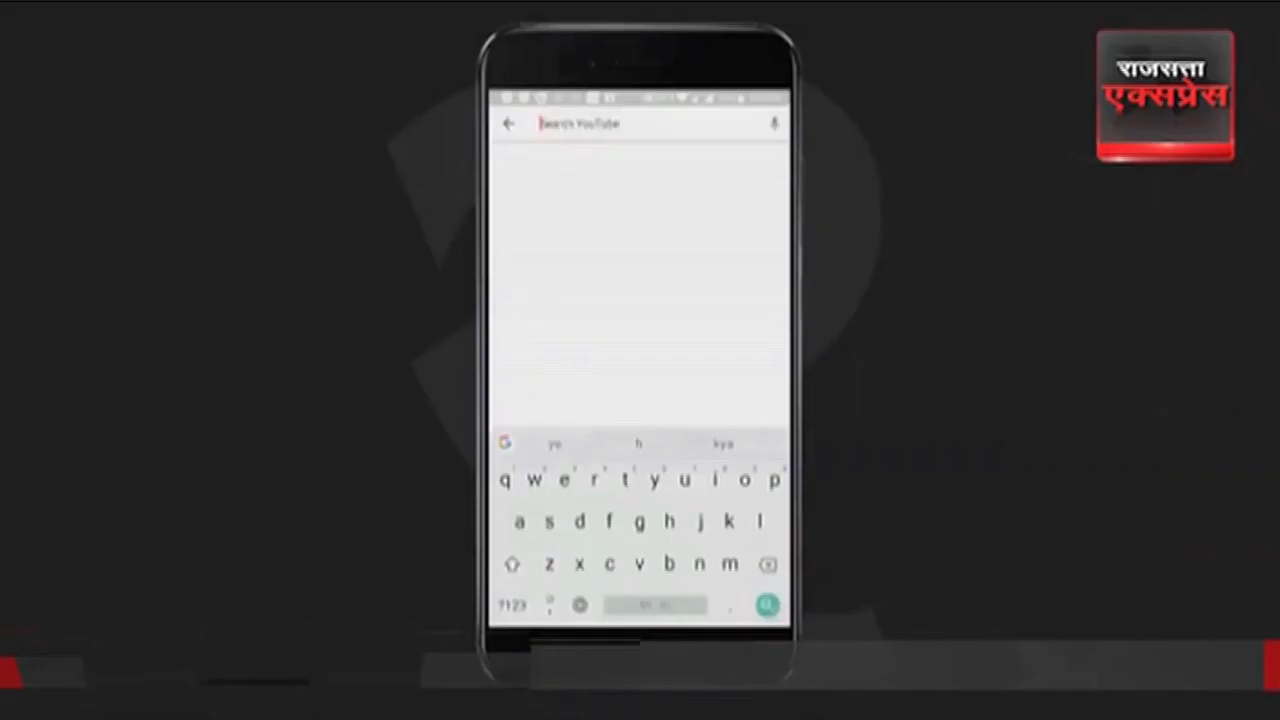 राजसत्ता
एक्सप्रेस
Search YouTube
ye h kya
q w e r t y u i o p
a s d f g h j k l
z x c v b n m
?123 , .